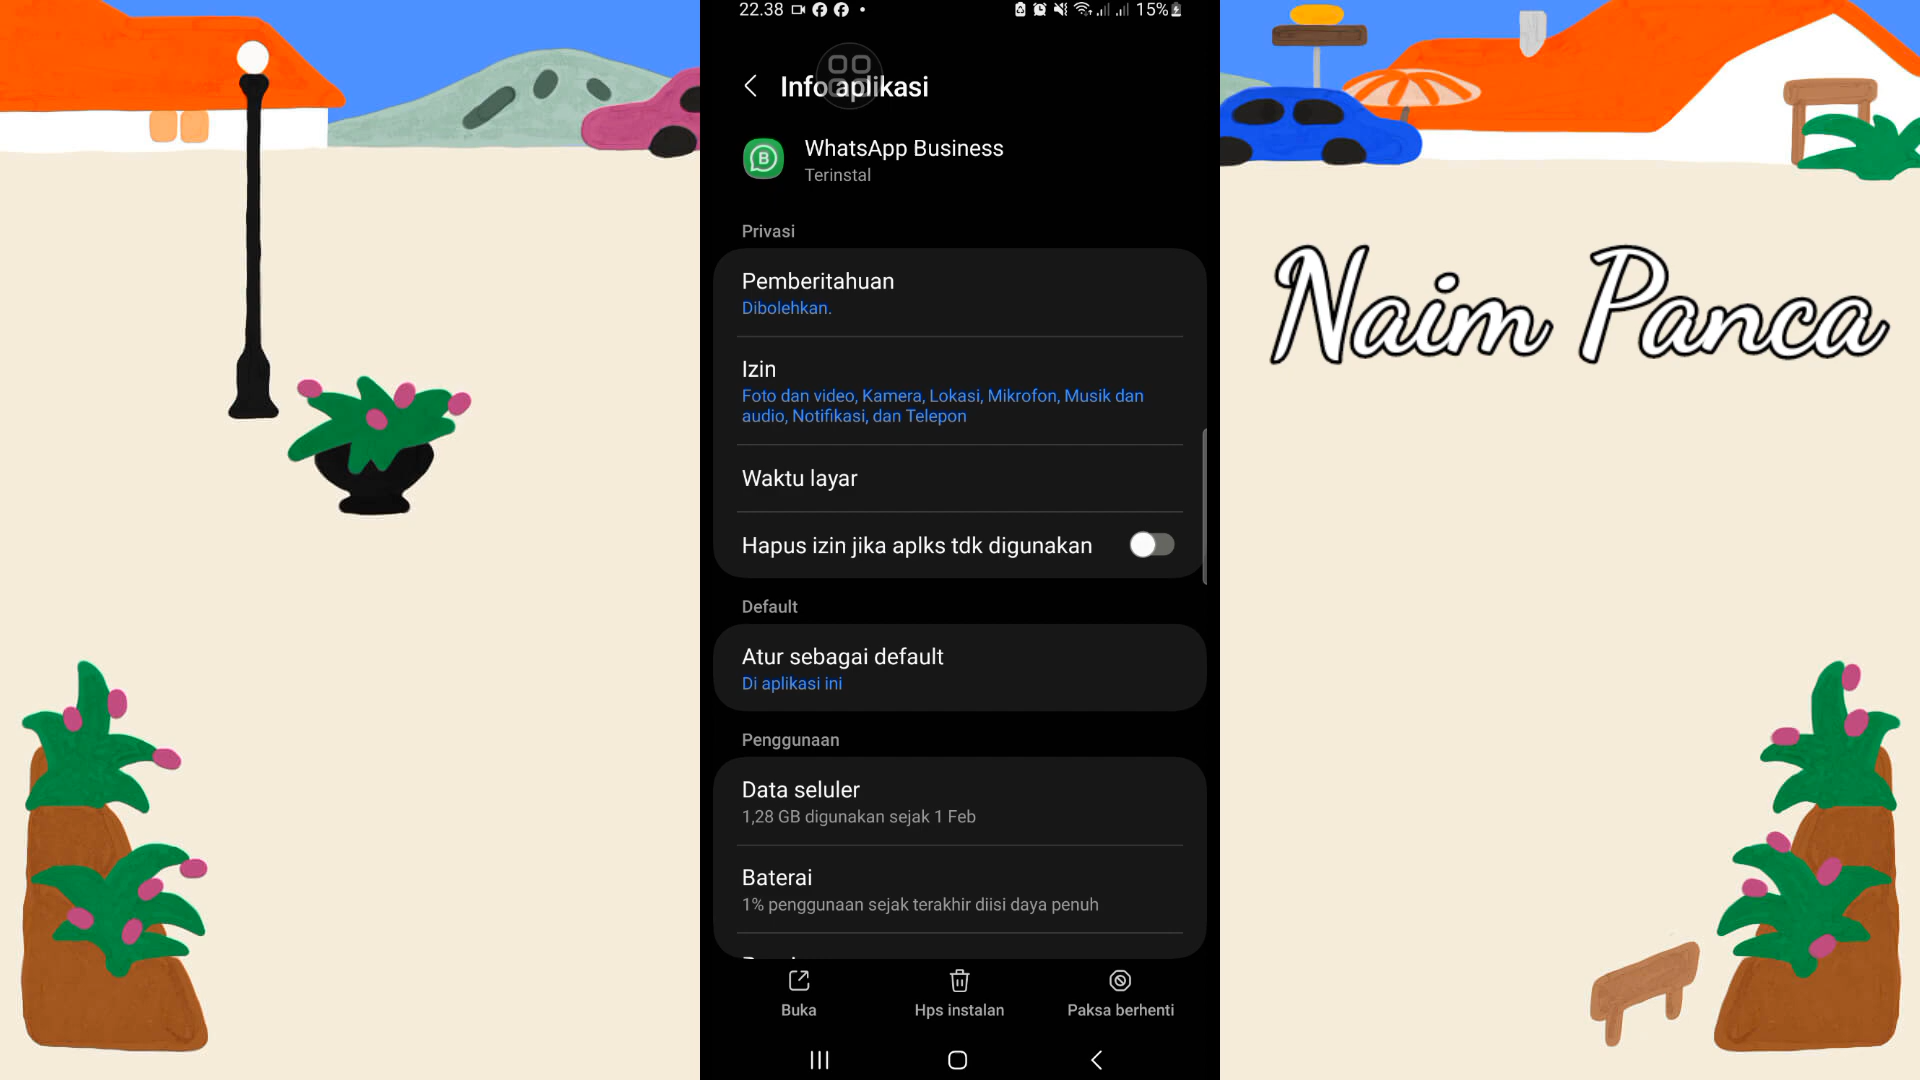 22.38
15%
Info aplikasi
WhatsApp Business
Terinstal
Naim Panca
Privasi
Pemberitahuan
Dibolehkan.
Izin
Foto dan video, Kamera, Lokasi, Mikrofon, Musik dan
audio, Notifikasi, dan Telepon
Waktu layar
Hapus izin jika aplks tdk digunakan
Default
Atur sebagai default
Di aplikasi ini
Penggunaan
Data seluler
1,28 GB digunakan sejak 1 Feb
Baterai
1% penggunaan sejak terakhir diisi daya penuh
Buka
Hps instalan
Paksa berhenti